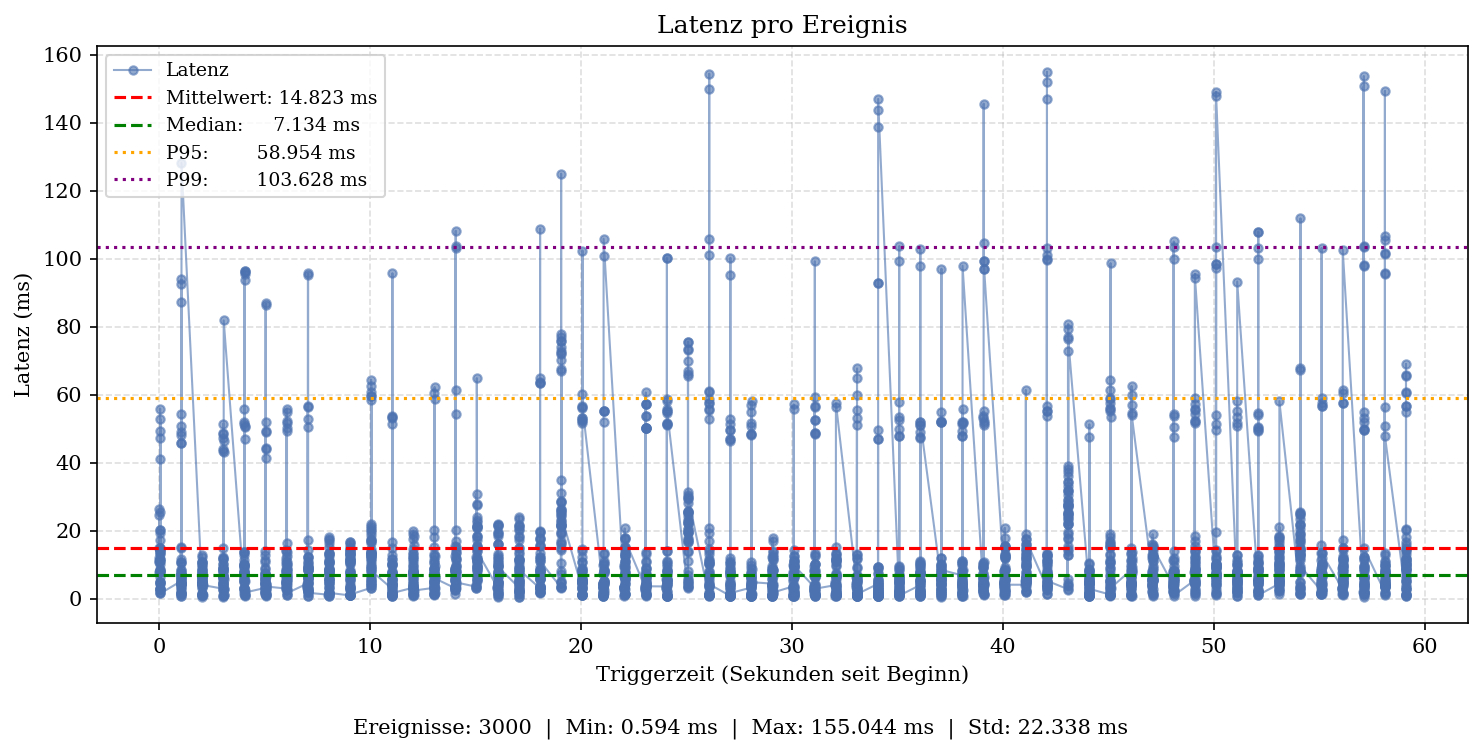 Latenz pro Ereignis
Latenz (ms)
160
140
120
100
80
60
40
20
0
Latenz
Mittelwert: 14.823 ms
Median: 7.134 ms
P95: 58.954 ms
P99: 103.628 ms
0 10 20 30 40 50 60
Triggerzeit (Sekunden seit Beginn)
Ereignisse: 3000 | Min: 0.594 ms | Max: 155.044 ms | Std: 22.338 ms